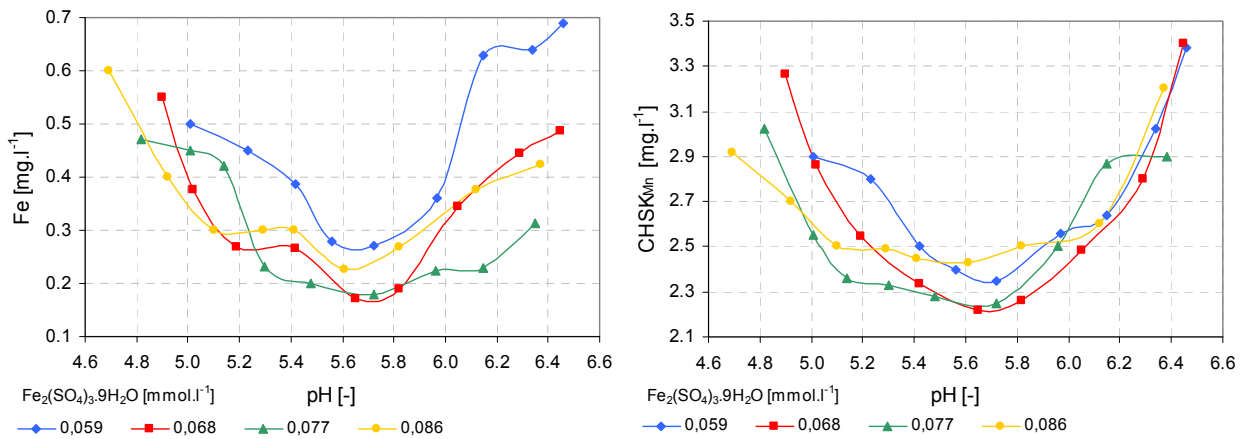 Fe [mg.l-1]
0.7
0.6
0.5
0.4
0.3
0.2
0.1
4.6 4.8 5.0 5.2 5.4 5.6 5.8 6.0 6.2 6.4 6.6
Fe2(SO4)3.9H2O [mmol.l-1] pH [-]
0,059 0,068 0,077 0,086
CHSKMn [mg.l-1]
3.5
3.3
3.1
2.9
2.7
2.5
2.3
2.1
4.6 4.8 5.0 5.2 5.4 5.6 5.8 6.0 6.2 6.4 6.6
Fe2(SO4)3.9H2O [mmol.l-1] pH [-]
0,059 0,068 0,077 0,086